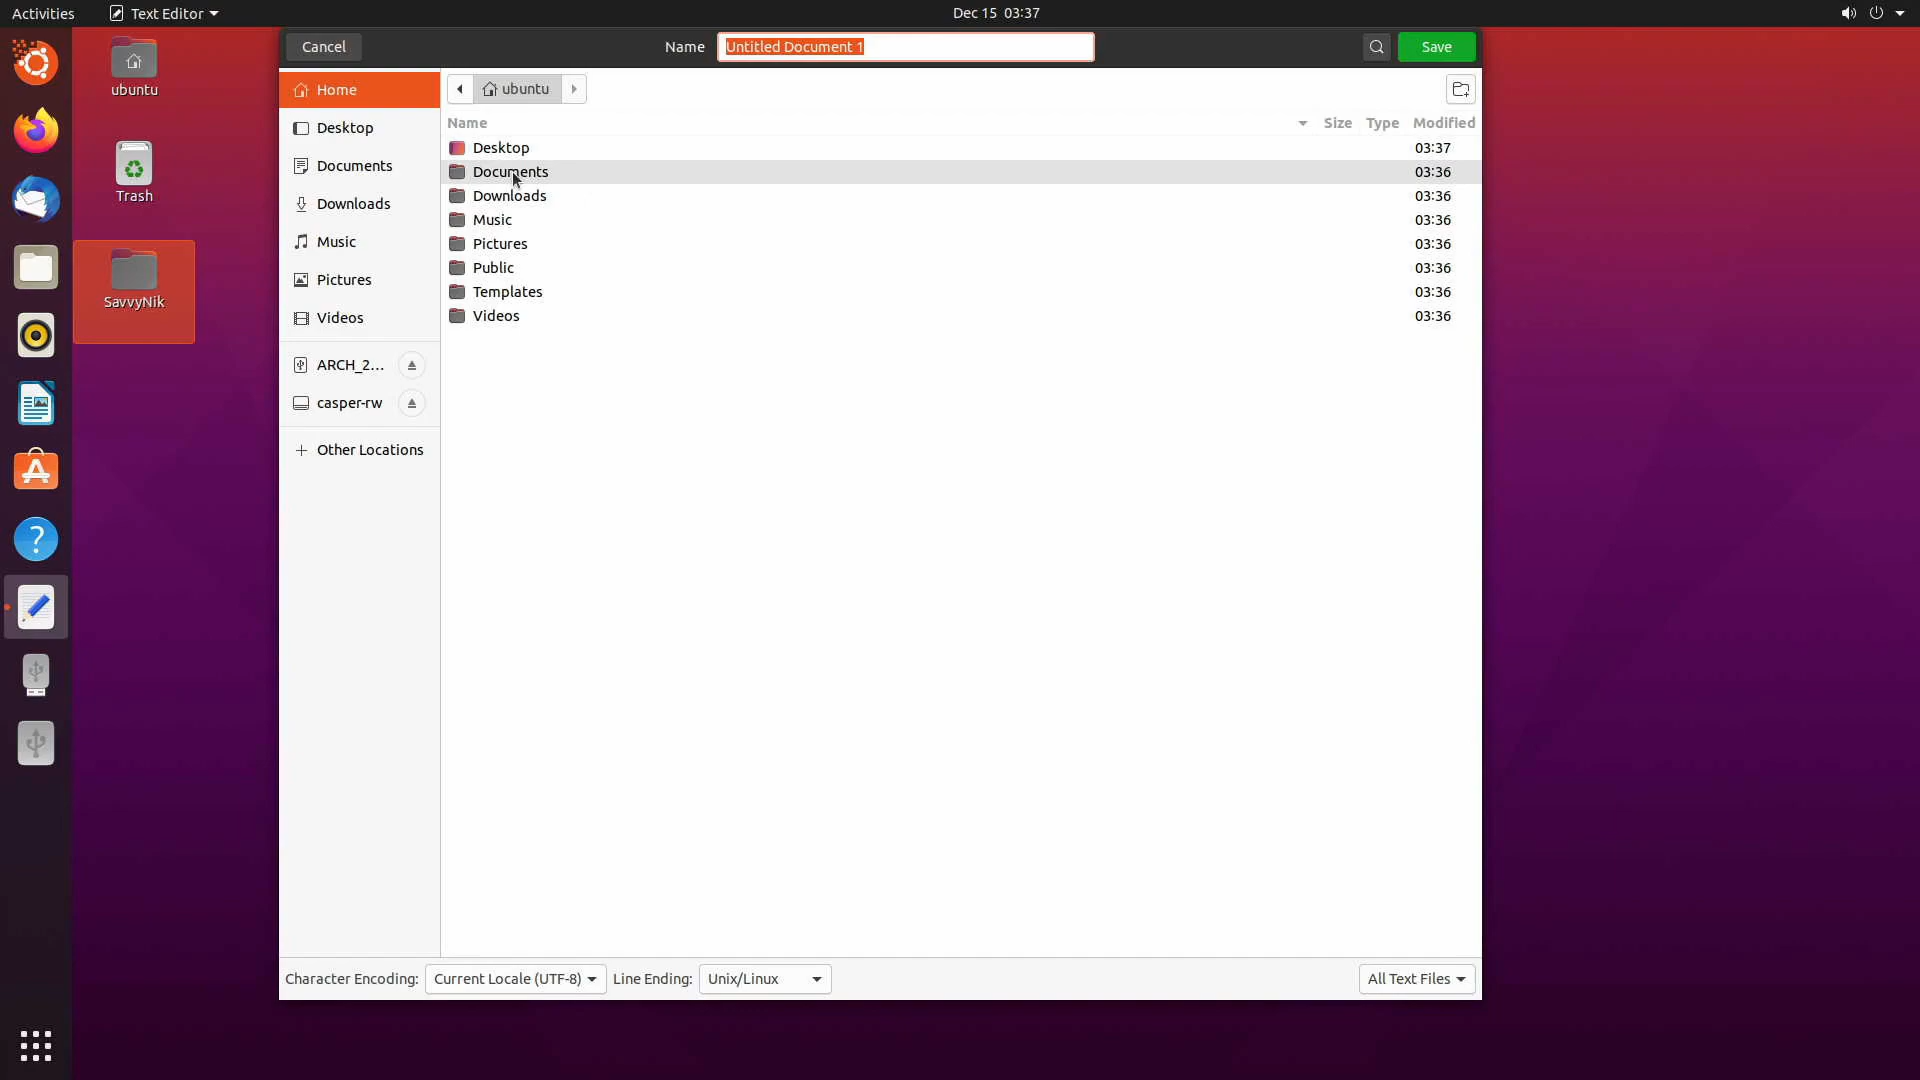 Activities
Text Editor
Dec 15 03:37
Cancel
Name
Untitled Document 1
Save
ubuntu
Trash
SavvyNik
Home
Desktop
Documents
Downloads
Music
Pictures
Videos
ARCH_2...
casper-rw
Other Locations
ubuntu
Name Size Type Modified
Desktop 03:37
Documents 03:36
Downloads 03:36
Music 03:36
Pictures 03:36
Public 03:36
Templates 03:36
Videos 03:36
Character Encoding: Current Locale (UTF-8) Line Ending: Unix/Linux All Text Files